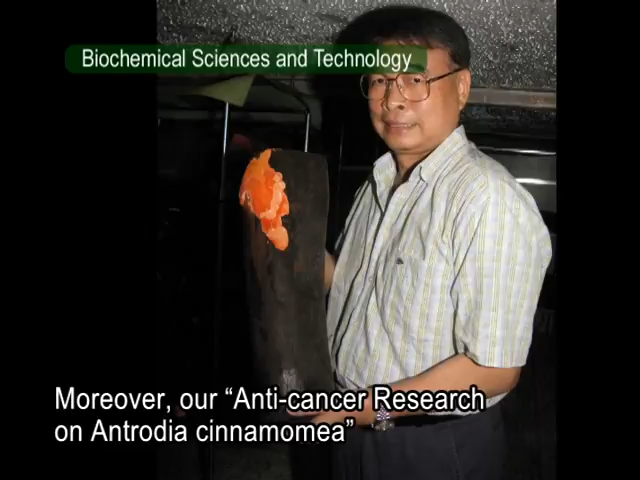 Biochemical Sciences and Technology
Moreover, our “Anti-cancer Research
on Antrodia cinnamomea”